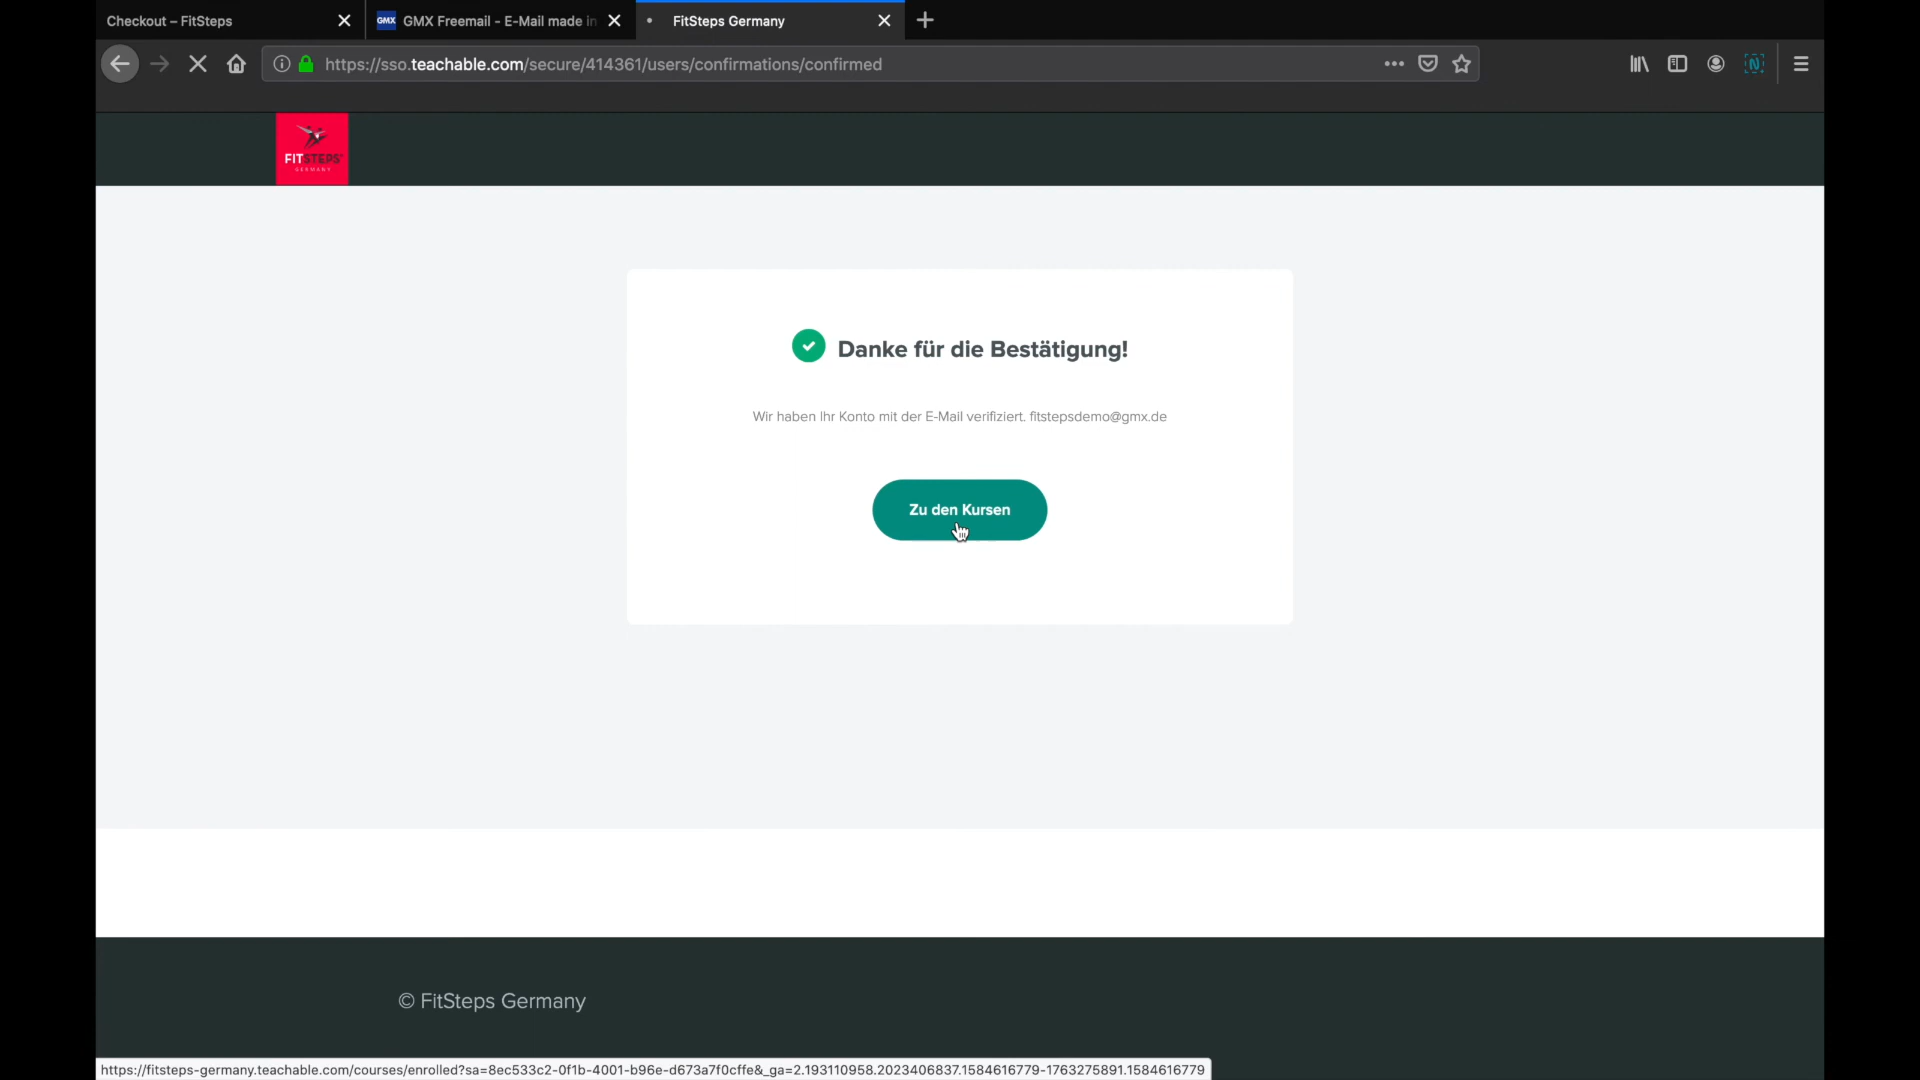 Checkout – FitSteps
GMX
GMX Freemail - E-Mail made in
FitSteps Germany
https://sso.teachable.com/secure/414361/users/confirmations/confirmed
FITSTEPS
GERMANY
Danke für die Bestätigung!
Wir haben Ihr Konto mit der E-Mail verifiziert. fitstepsdemo@gmx.de
Zu den Kursen
© FitSteps Germany
https://fitsteps-germany.teachable.com/courses/enrolled?sa=8ec533c2-0f1b-4001-b96e-d673a7f0cffe&_ga=2.193110958.2023406837.1584616779-1763275891.1584616779